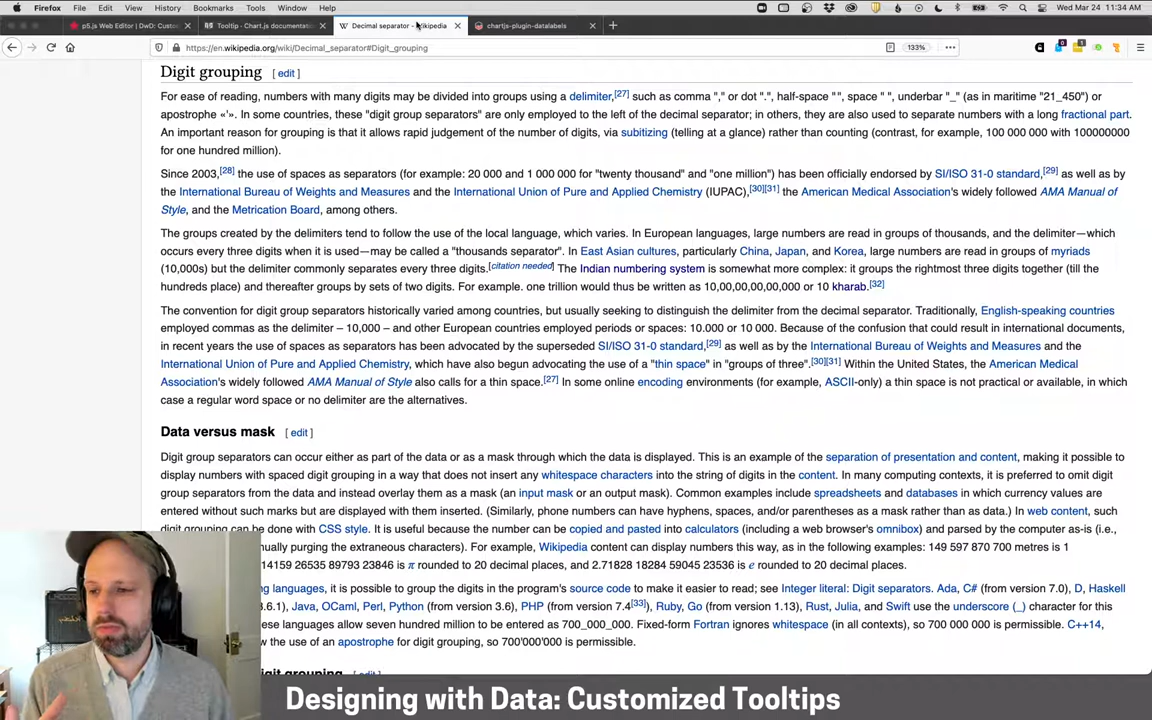 Firefox File Edit View History Bookmarks Tools Window Help Wed Mar 24 11:34 AM
p5.js Web Editor | DwD: Custo Tooltip - Chart.js documentatio Decimal separator - Wikipedia chartjs-plugin-datalabels
https://en.wikipedia.org/wiki/Decimal_separator#Digit_grouping 133%
Digit grouping [ edit ]
For ease of reading, numbers with many digits may be divided into groups using a delimiter,[27] such as comma "," or dot ".", half-space " ", space " ", underbar "_" (as in maritime "21_450") or
apostrophe «'». In some countries, these "digit group separators" are only employed to the left of the decimal separator; in others, they are also used to separate numbers with a long fractional part.
An important reason for grouping is that it allows rapid judgement of the number of digits, via subitizing (telling at a glance) rather than counting (contrast, for example, 100 000 000 with 100000000
for one hundred million).
Since 2003,[28] the use of spaces as separators (for example: 20 000 and 1 000 000 for "twenty thousand" and "one million") has been officially endorsed by SI/ISO 31-0 standard,[29] as well as by
the International Bureau of Weights and Measures and the International Union of Pure and Applied Chemistry (IUPAC),[30][31] the American Medical Association's widely followed AMA Manual of
Style, and the Metrication Board, among others.
The groups created by the delimiters tend to follow the use of the local language, which varies. In European languages, large numbers are read in groups of thousands, and the delimiter—which
occurs every three digits when it is used—may be called a "thousands separator". In East Asian cultures, particularly China, Japan, and Korea, large numbers are read in groups of myriads
(10,000s) but the delimiter commonly separates every three digits.[citation needed] The Indian numbering system is somewhat more complex: it groups the rightmost three digits together (till the
hundreds place) and thereafter groups by sets of two digits. For example. one trillion would thus be written as 10,00,00,00,00,000 or 10 kharab.[32]
The convention for digit group separators historically varied among countries, but usually seeking to distinguish the delimiter from the decimal separator. Traditionally, English-speaking countries
employed commas as the delimiter – 10,000 – and other European countries employed periods or spaces: 10.000 or 10 000. Because of the confusion that could result in international documents,
in recent years the use of spaces as separators has been advocated by the superseded SI/ISO 31-0 standard,[29] as well as by the International Bureau of Weights and Measures and the
International Union of Pure and Applied Chemistry, which have also begun advocating the use of a "thin space" in "groups of three".[30][31] Within the United States, the American Medical
Association's widely followed AMA Manual of Style also calls for a thin space.[27] In some online encoding environments (for example, ASCII-only) a thin space is not practical or available, in which
case a regular word space or no delimiter are the alternatives.
Data versus mask [ edit ]
Digit group separators can occur either as part of the data or as a mask through which the data is displayed. This is an example of the separation of presentation and content, making it possible to
display numbers with spaced digit grouping in a way that does not insert any whitespace characters into the string of digits in the content. In many computing contexts, it is preferred to omit digit
group separators from the data and instead overlay them as a mask (an input mask or an output mask). Common examples include spreadsheets and databases in which currency values are
entered without such marks but are displayed with them inserted. (Similarly, phone numbers can have hyphens, spaces, and/or parentheses as a mask rather than as data.) In web content, such
digit grouping can be done with CSS style. It is useful because the number can be copied and pasted into calculators (including a web browser's omnibox) and parsed by the computer as-is (i.e.,
nually purging the extraneous characters). For example, Wikipedia content can display numbers this way, as in the following examples: 149 597 870 700 metres is 1
14159 26535 89793 23846 is π rounded to 20 decimal places, and 2.71828 18284 59045 23536 is e rounded to 20 decimal places.
ng languages, it is possible to group the digits in the program's source code to make it easier to read; see Integer literal: Digit separators. Ada, C# (from version 7.0), D, Haskell
3.6.1), Java, OCaml, Perl, Python (from version 3.6), PHP (from version 7.4[33]), Ruby, Go (from version 1.13), Rust, Julia, and Swift use the underscore (_) character for this
ese languages allow seven hundred million to be entered as 700_000_000. Fixed-form Fortran ignores whitespace (in all contexts), so 700 000 000 is permissible. C++14,
w the use of an apostrophe for digit grouping, so 700'000'000 is permissible.
Designing with Data: Customized Tooltips